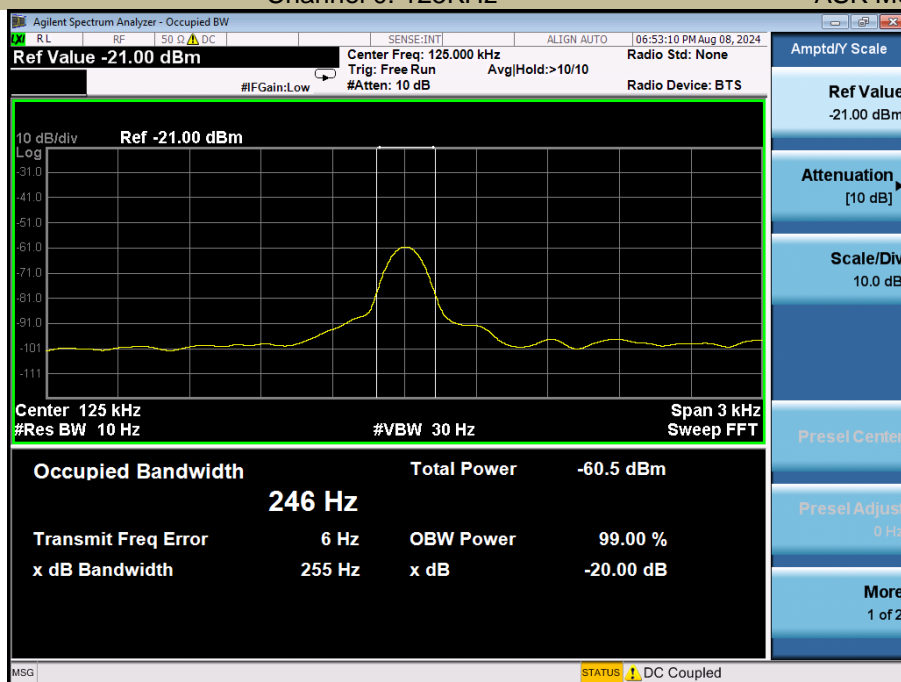 Channel 0: 125KHz ASK Mo
Agilent Spectrum Analyzer - Occupied BW
LXI RL RF 50 Ω DC SENSE:INT ALIGN AUTO 06:53:10 PM Aug 08, 2024
Ref Value -21.00 dBm Center Freq: 125.000 kHz Radio Std: None
Trig: Free Run Avg|Hold:>10/10
#IFGain:Low #Atten: 10 dB Radio Device: BTS
10 dB/div Ref -21.00 dBm
Log
-31.0
-41.0
-51.0
-61.0
-71.0
-81.0
-91.0
-101
-111
Center 125 kHz Span 3 kHz
#Res BW 10 Hz #VBW 30 Hz Sweep FFT
Occupied Bandwidth Total Power -60.5 dBm
246 Hz
Transmit Freq Error 6 Hz OBW Power 99.00 %
x dB Bandwidth 255 Hz x dB -20.00 dB
MSG STATUS DC Coupled
Amptd/Y Scale
Ref Value
-21.00 dBm
Attenuation
[10 dB]
Scale/Div
10.0 dB
Presel Center
Presel Adjust
0 Hz
More
1 of 2